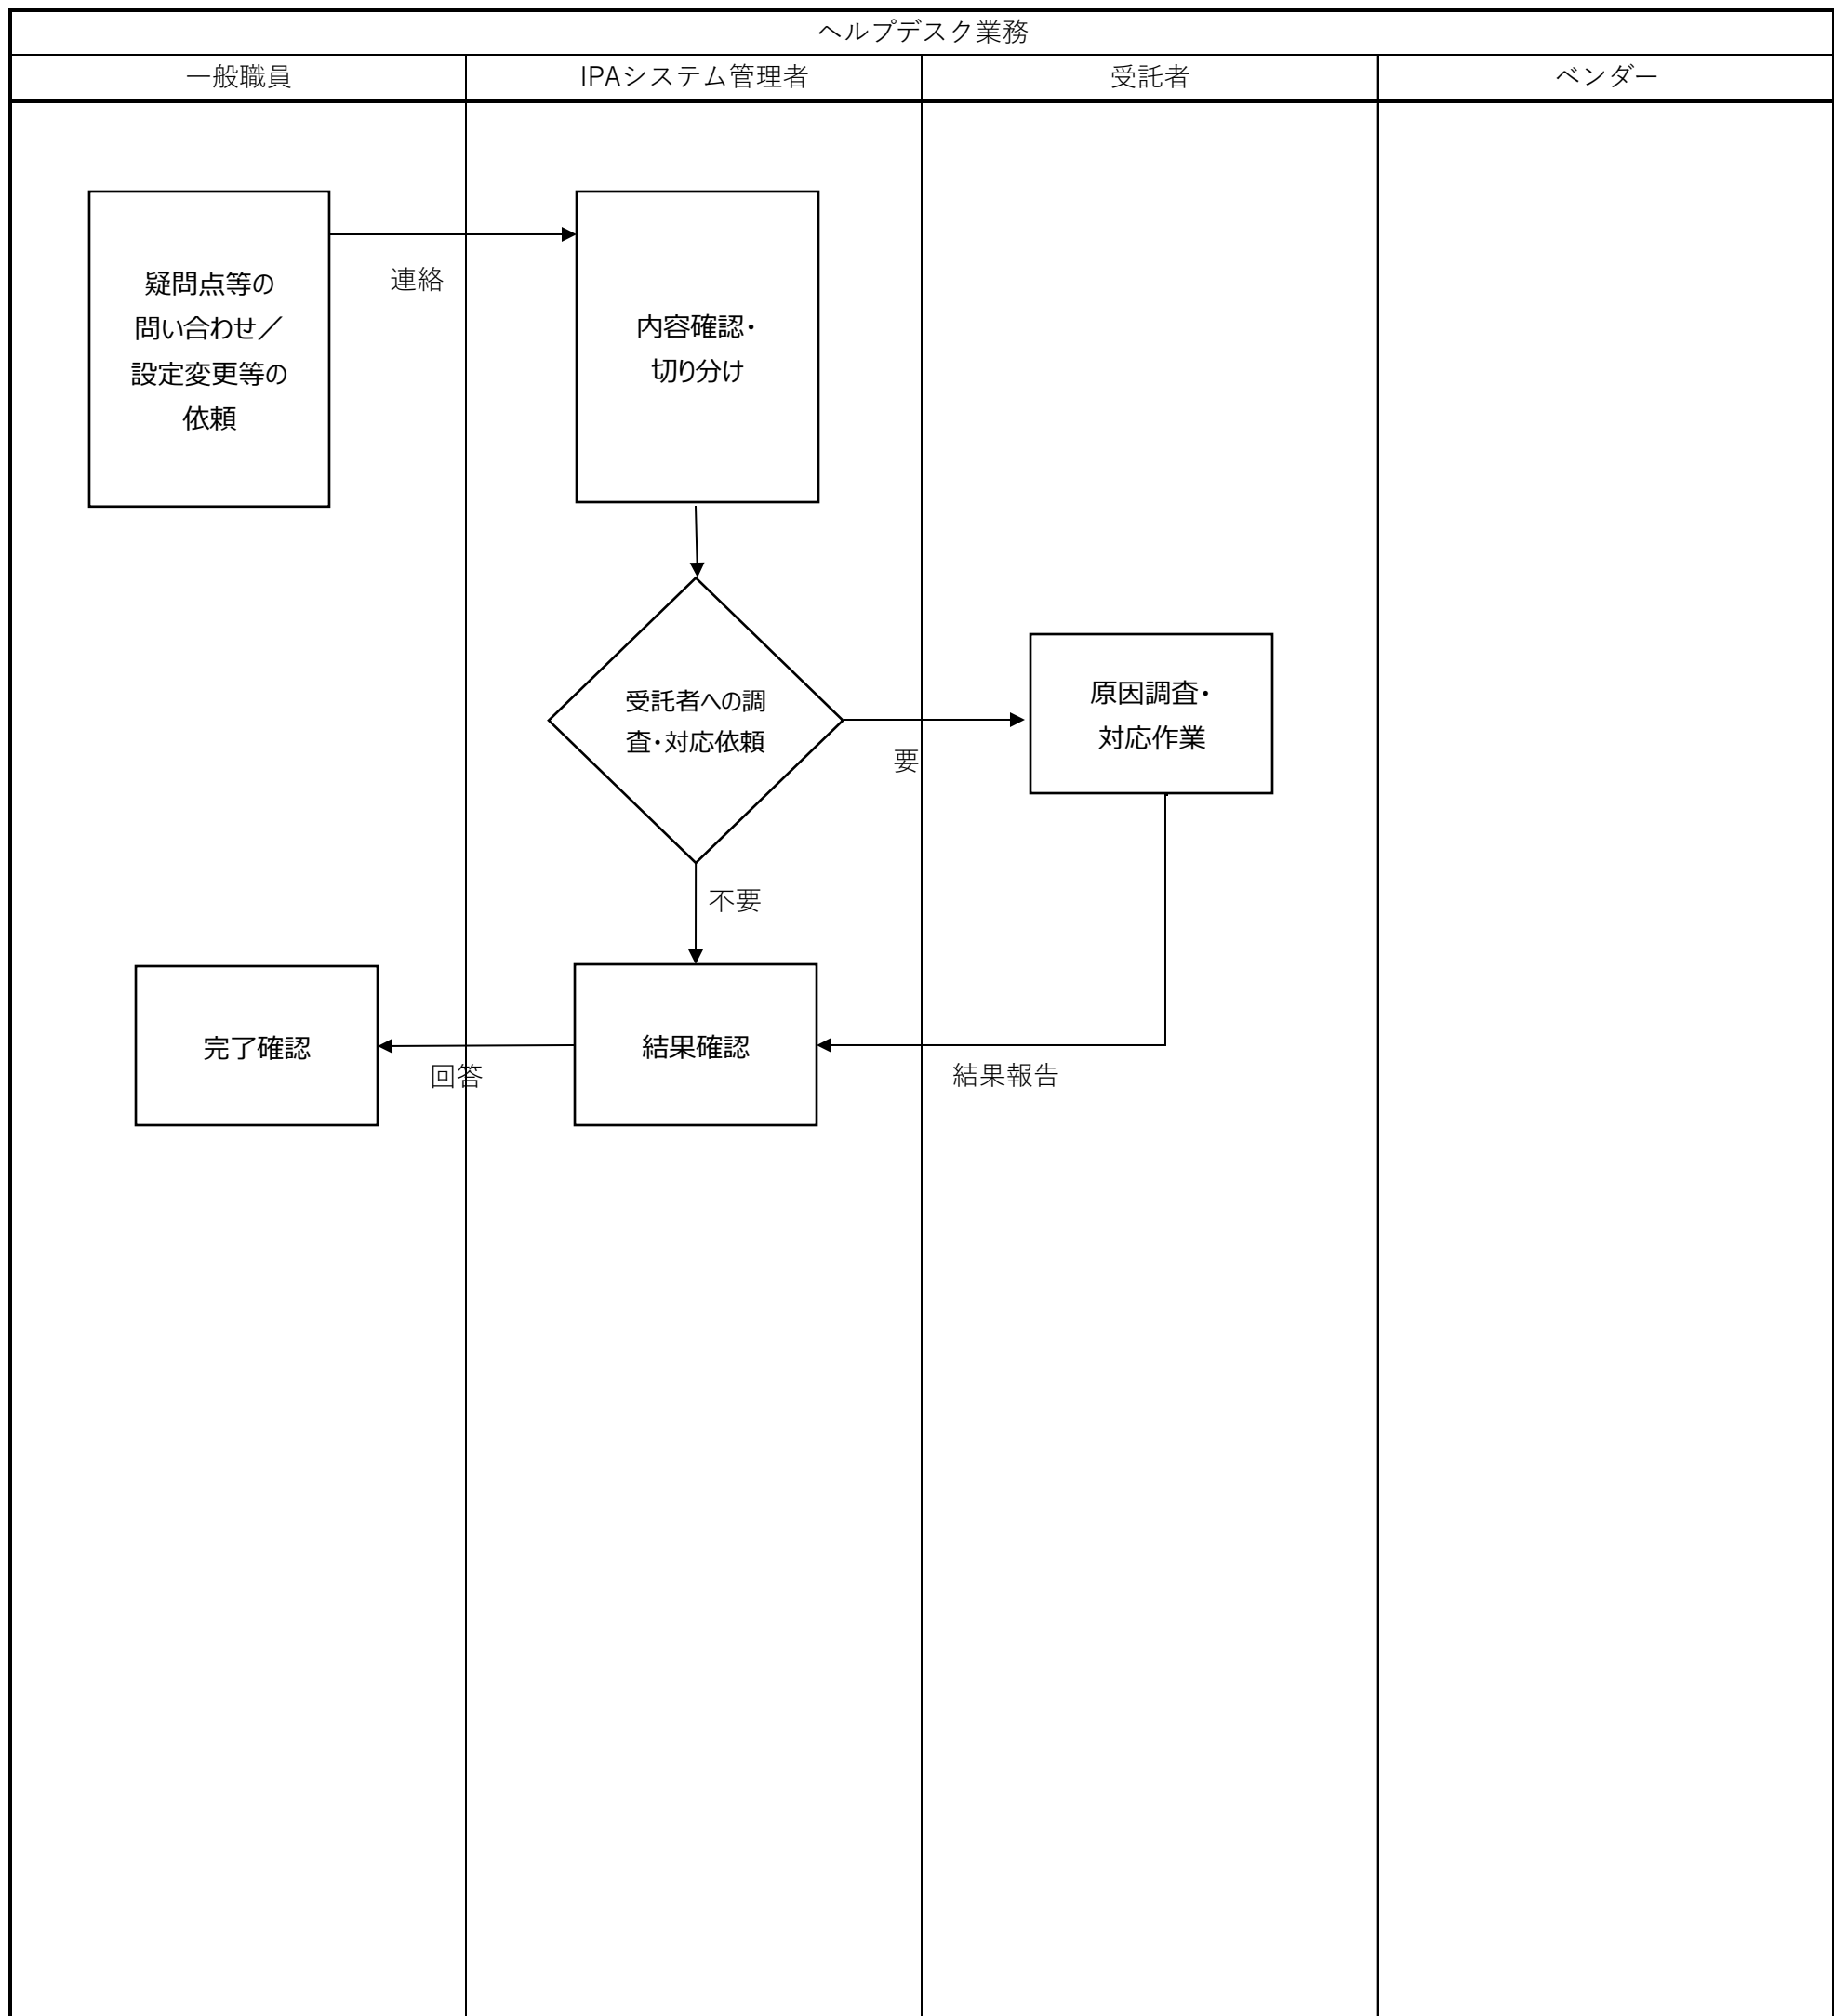 ヘルプデスク業務
一般職員
IPAシステム管理者
受託者
ベンダー
疑問点等の
問い合わせ／
設定変更等の
依頼
連絡
内容確認・
切り分け
受託者への調
査・対応依頼
要
原因調査・
対応作業
不要
完了確認
回答
結果確認
結果報告